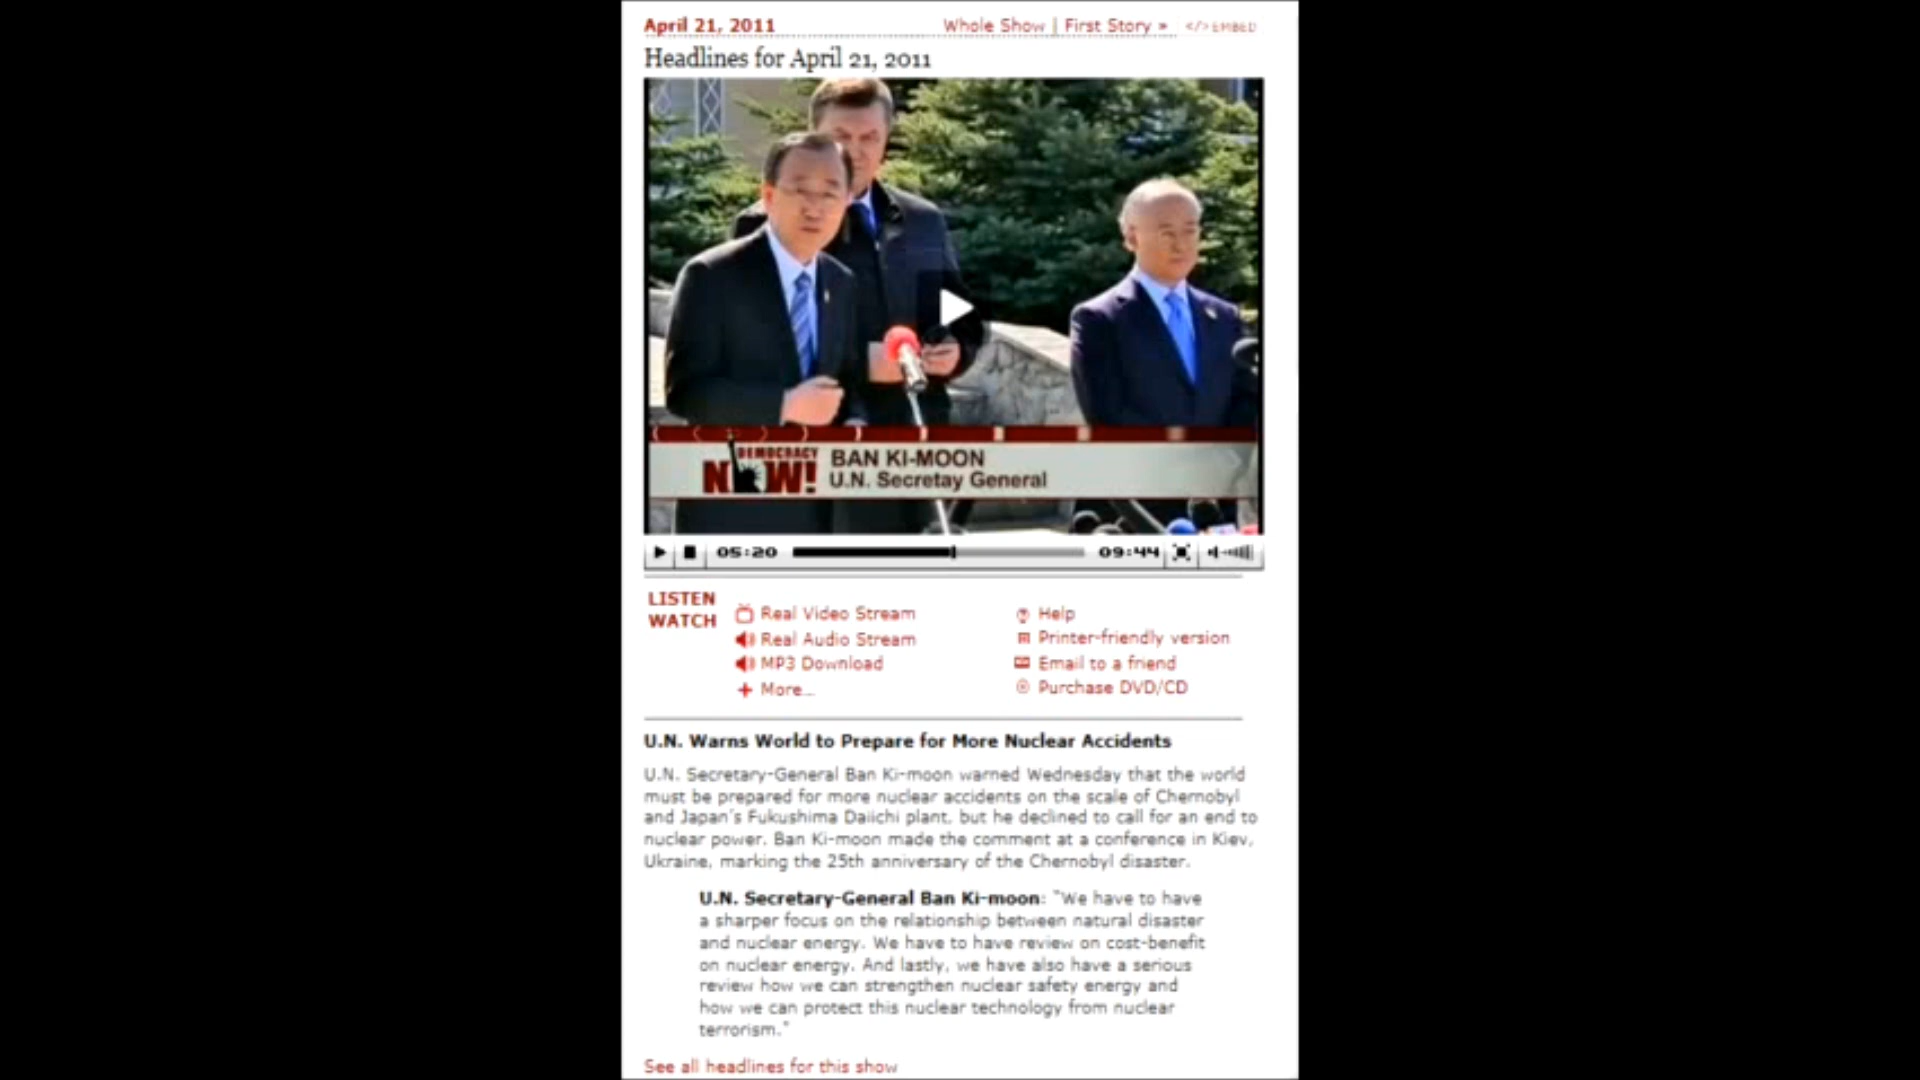 April 21, 2011
Whole Show | First Story » </> EMBED
Headlines for April 21, 2011
DEMOCRACY
NOW!
BAN KI-MOON
U.N. Secretay General
05:20
09:44
LISTEN
WATCH
Real Video Stream
Real Audio Stream
MP3 Download
More...
Help
Printer-friendly version
Email to a friend
Purchase DVD/CD
U.N. Warns World to Prepare for More Nuclear Accidents
U.N. Secretary-General Ban Ki-moon warned Wednesday that the world
must be prepared for more nuclear accidents on the scale of Chernobyl
and Japan's Fukushima Daiichi plant, but he declined to call for an end to
nuclear power. Ban Ki-moon made the comment at a conference in Kiev,
Ukraine, marking the 25th anniversary of the Chernobyl disaster.
U.N. Secretary-General Ban Ki-moon: "We have to have
a sharper focus on the relationship between natural disaster
and nuclear energy. We have to have review on cost-benefit
on nuclear energy. And lastly, we have also have a serious
review how we can strengthen nuclear safety energy and
how we can protect this nuclear technology from nuclear
terrorism."
See all headlines for this show